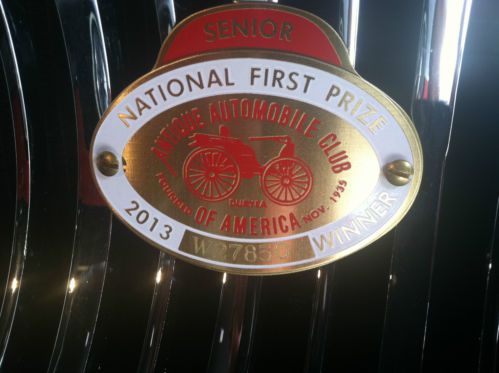 SENIOR
NATIONAL FIRST PRIZE
ANTIQUE AUTOMOBILE CLUB
DURYEA
FOUNDED NOV. 1935
OF AMERICA
2013 WINNER